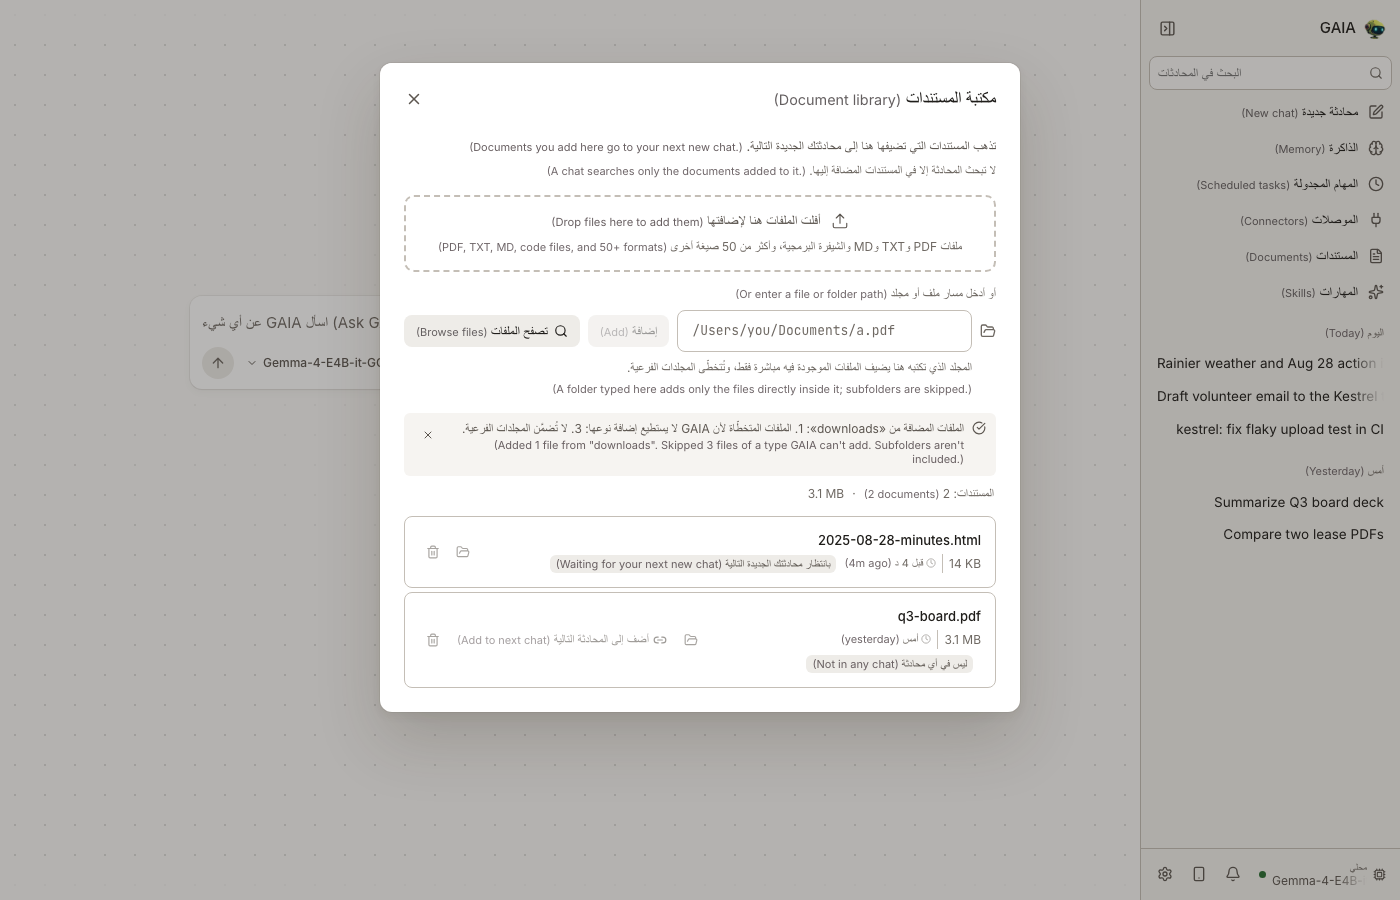 GAIA
البحث في المحادثات
محادثة جديدة (New chat)
الذاكرة (Memory)
المهام المجدولة (Scheduled tasks)
الموصلات (Connectors)
المستندات (Documents)
المهارات (Skills)
اليوم (Today)
Rainier weather and Aug 28 action
Draft volunteer email to the Kestrel
kestrel: fix flaky upload test in CI
أمس (Yesterday)
Summarize Q3 board deck
Compare two lease PDFs
محلي
Gemma-4-E4B-
اسأل GAIA عن أي شيء (Ask G
Gemma-4-E4B-it-GG
مكتبة المستندات (Document library)
تذهب المستندات التي تضيفها هنا إلى محادثتك الجديدة التالية. (Documents you add here go to your next new chat.)
لا تبحث المحادثة إلا في المستندات المضافة إليها. (A chat searches only the documents added to it.)
أفلت الملفات هنا لإضافتها (Drop files here to add them)
ملفات PDF وTXT وMD والشيفرة البرمجية، وأكثر من 50 صيغة أخرى (PDF, TXT, MD, code files, and 50+ formats)
أو أدخل مسار ملف أو مجلد (Or enter a file or folder path)
/Users/you/Documents/a.pdf
إضافة (Add)
تصفح الملفات (Browse files)
المجلد الذي تكتبه هنا يضيف الملفات الموجودة فيه مباشرة فقط، وتُتخطّى المجلدات الفرعية.
(A folder typed here adds only the files directly inside it; subfolders are skipped.)
الملفات المضافة من «downloads»: 1. الملفات المتخطّاة لأن GAIA لا يستطيع إضافة نوعها: 3. لا تُضمَّن المجلدات الفرعية.
(Added 1 file from "downloads". Skipped 3 files of a type GAIA can't add. Subfolders aren't
included.)
المستندات: 2 (2 documents) · 3.1 MB
2025-08-28-minutes.html
14 KB
قبل 4 د (4m ago)
بانتظار محادثتك الجديدة التالية (Waiting for your next new chat)
q3-board.pdf
3.1 MB
أمس (yesterday)
ليس في أي محادثة (Not in any chat)
أضف إلى المحادثة التالية (Add to next chat)